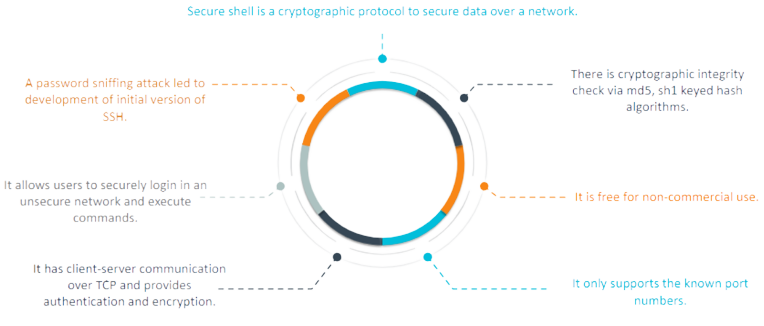 Secure shell is a cryptographic protocol to secure data over a network.
A password sniffing attack led to
development of initial version of
SSH.
There is cryptographic integrity
check via md5, sh1 keyed hash
algorithms.
It allows users to securely login in an
unsecure network and execute
commands.
It is free for non-commercial use.
It has client-server communication
over TCP and provides
authentication and encryption.
It only supports the known port
numbers.